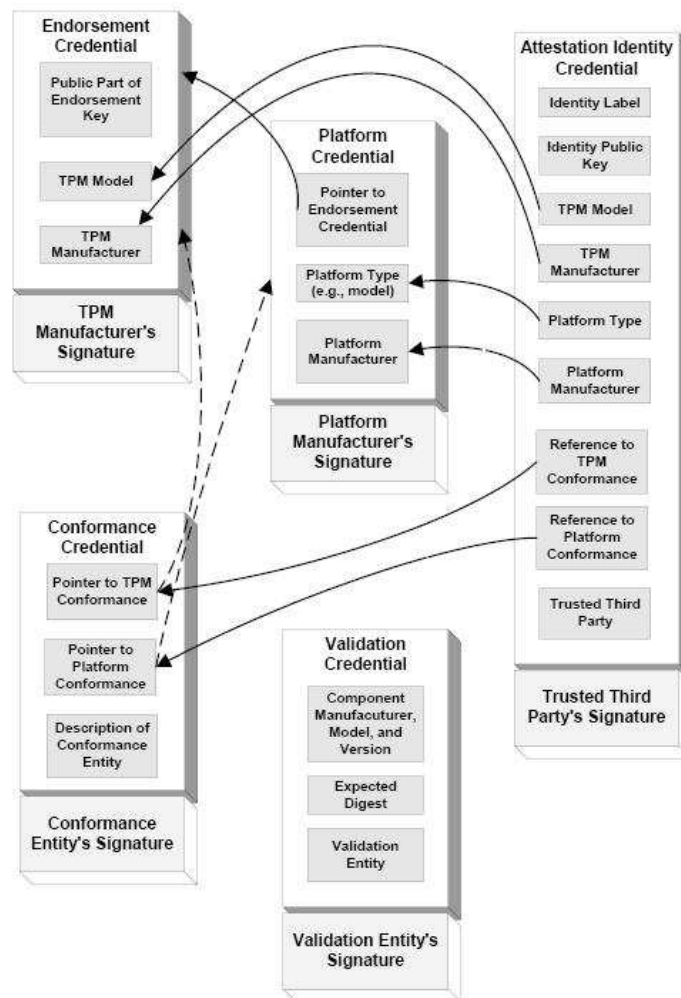 Endorsement
Credential
Public Part of
Endorsement
Key
TPM Model
TPM
Manufacturer
TPM
Manufacturer's
Signature
Platform
Credential
Pointer to
Endorsement
Credential
Platform Type
(e.g., model)
Platform
Manufacturer
Platform
Manufacturer's
Signature
Attestation Identity
Credential
Identity Label
Identity Public
Key
TPM Model
TPM
Manufacturer
Platform Type
Platform
Manufacturer
Reference to
TPM
Conformance
Reference to
Platform
Conformance
Trusted Third
Party
Trusted Third
Party's Signature
Conformance
Credential
Pointer to TPM
Conformance
Pointer to
Platform
Conformance
Description of
Conformance
Entity
Conformance
Entity's Signature
Validation
Credential
Component
Manufacuturer,
Model, and
Version
Expected
Digest
Validation
Entity
Validation Entity's
Signature